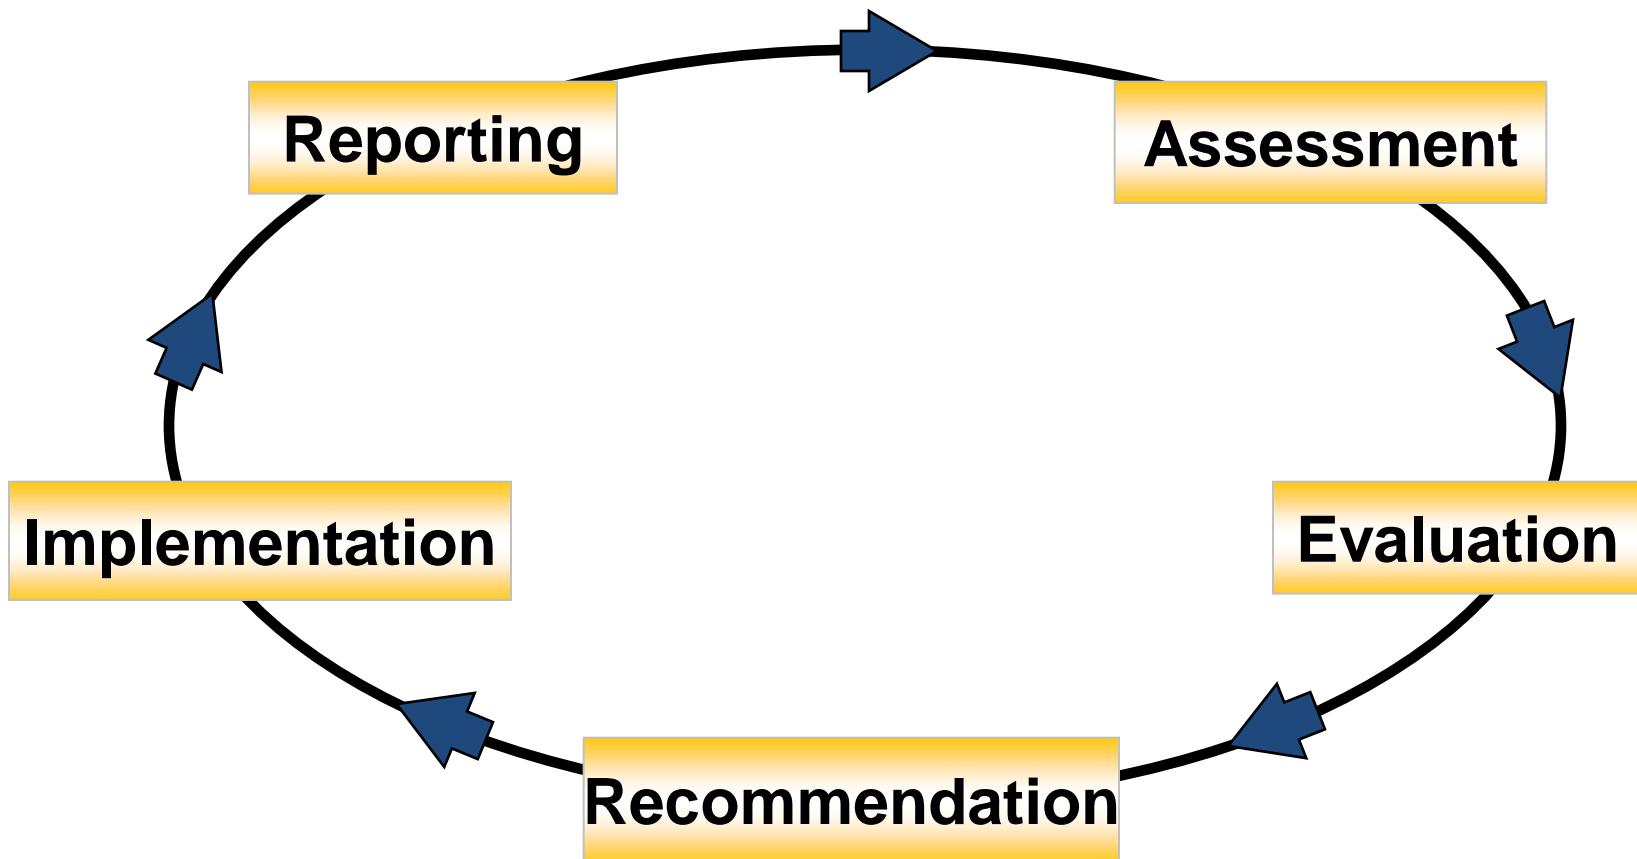 Reporting
Assessment
Implementation
Evaluation
Recommendation